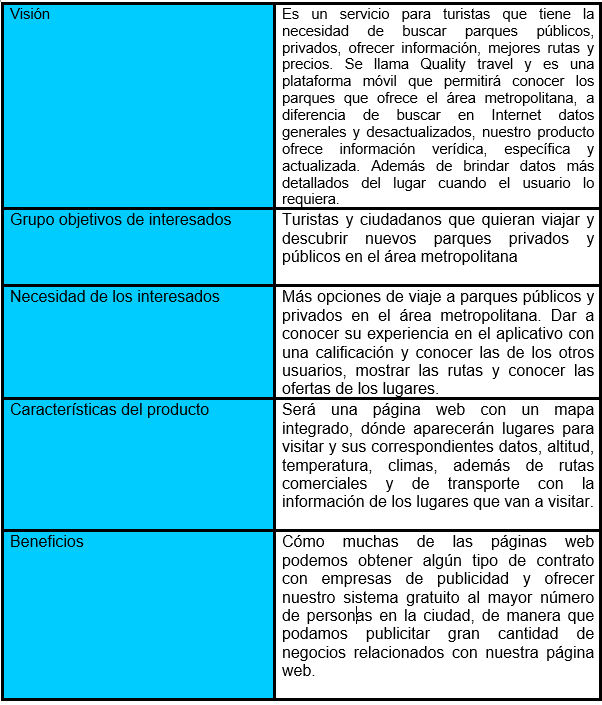 Visión
Es un servicio para turistas que tiene la
necesidad de buscar parques públicos,
privados, ofrecer información, mejores rutas y
precios. Se llama Quality travel y es una
plataforma móvil que permitirá conocer los
parques que ofrece el área metropolitana, a
diferencia de buscar en Internet datos
generales y desactualizados, nuestro producto
ofrece información verídica, específica y
actualizada. Además de brindar datos más
detallados del lugar cuando el usuario lo
requiera.
Grupo objetivos de interesados
Turistas y ciudadanos que quieran viajar y
descubrir nuevos parques privados y
públicos en el área metropolitana
Necesidad de los interesados
Más opciones de viaje a parques públicos y
privados en el área metropolitana. Dar a
conocer su experiencia en el aplicativo con
una calificación y conocer las de los otros
usuarios, mostrar las rutas y conocer las
ofertas de los lugares.
Características del producto
Será una página web con un mapa
integrado, dónde aparecerán lugares para
visitar y sus correspondientes datos, altitud,
temperatura, climas, además de rutas
comerciales y de transporte con la
información de los lugares que van a visitar.
Beneficios
Cómo muchas de las páginas web
podemos obtener algún tipo de contrato
con empresas de publicidad y ofrecer
nuestro sistema gratuito al mayor número
de personas en la ciudad, de manera que
podamos publicitar gran cantidad de
negocios relacionados con nuestra página
web.